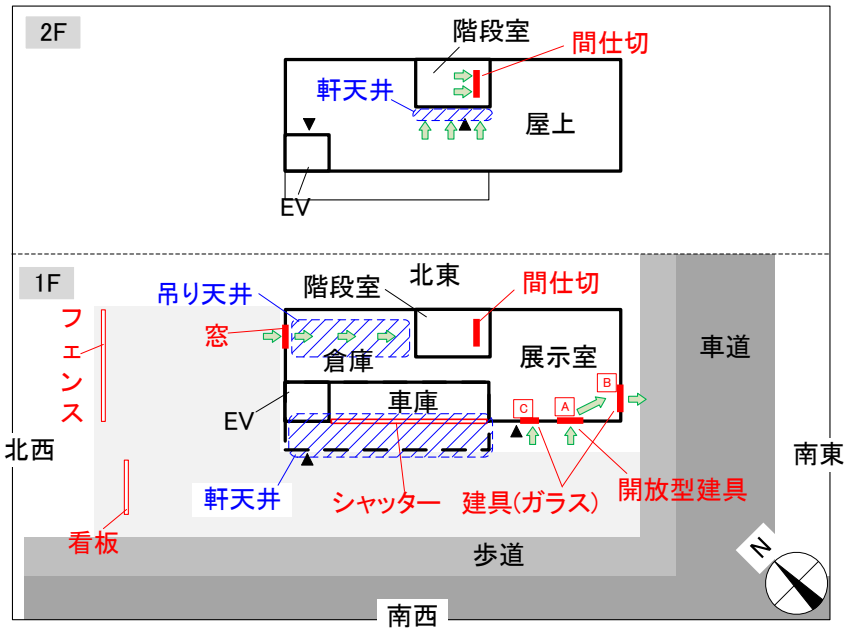 2F
階段室
間仕切
軒天井
屋上
EV
1F
北東
吊り天井
階段室
間仕切
フェンス
窓
倉庫
展示室
車道
B
EV
車庫
C
A
北西
南東
軒天井
シャッター
建具(ガラス)
開放型建具
看板
歩道
N
南西